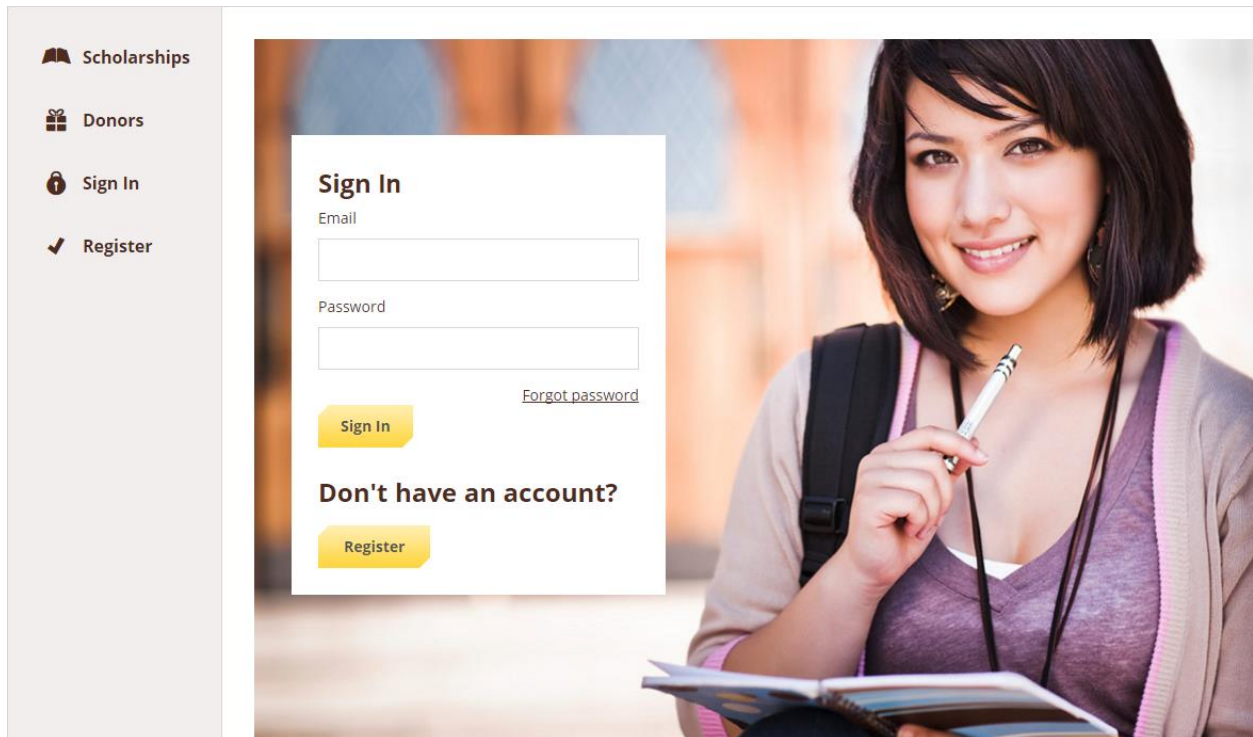 Scholarships
Donors
Sign In
Register
Sign In
Email
Password
Forgot password
Sign In
Don't have an account?
Register